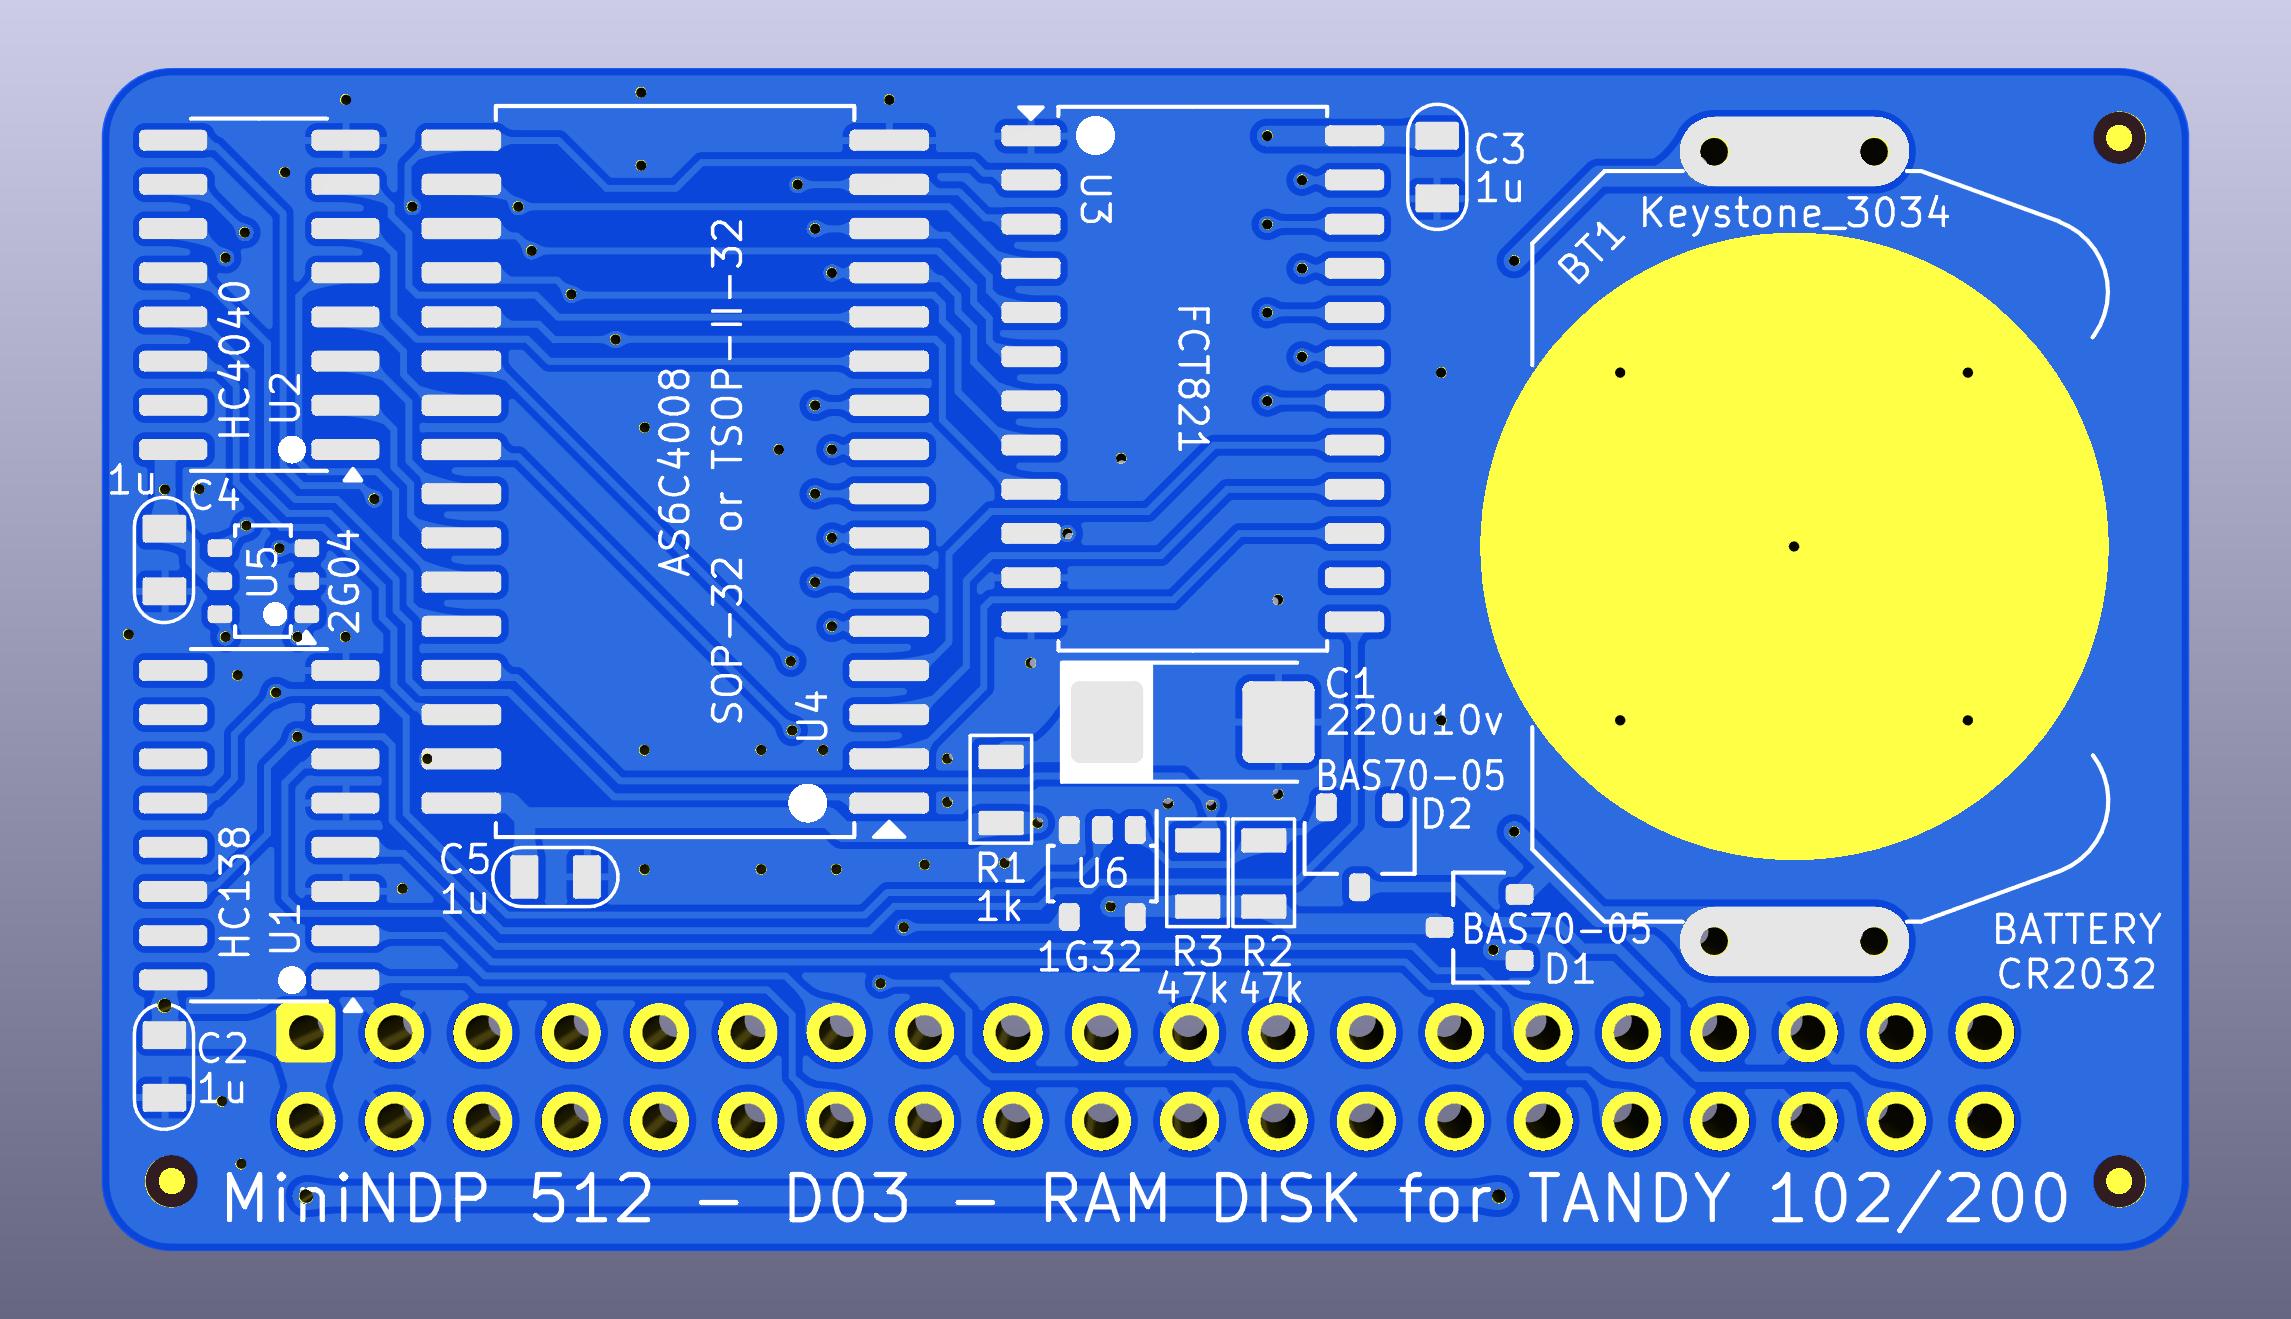 C3
1u
U3
Keystone_3034
BT1
HC4040
U2
AS6C4008
SOP-32 or TSOP-II-32
U4
FCT821
1u
C4
U5
2G04
C1
220u10v
BAS70-05
D2
HC138
U1
C5
1u
R1
1k
U6
1G32
R3
47k
R2
47k
BAS70-05
D1
BATTERY
CR2032
C2
1u
MiniNDP 512 - D03 - RAM DISK for TANDY 102/200